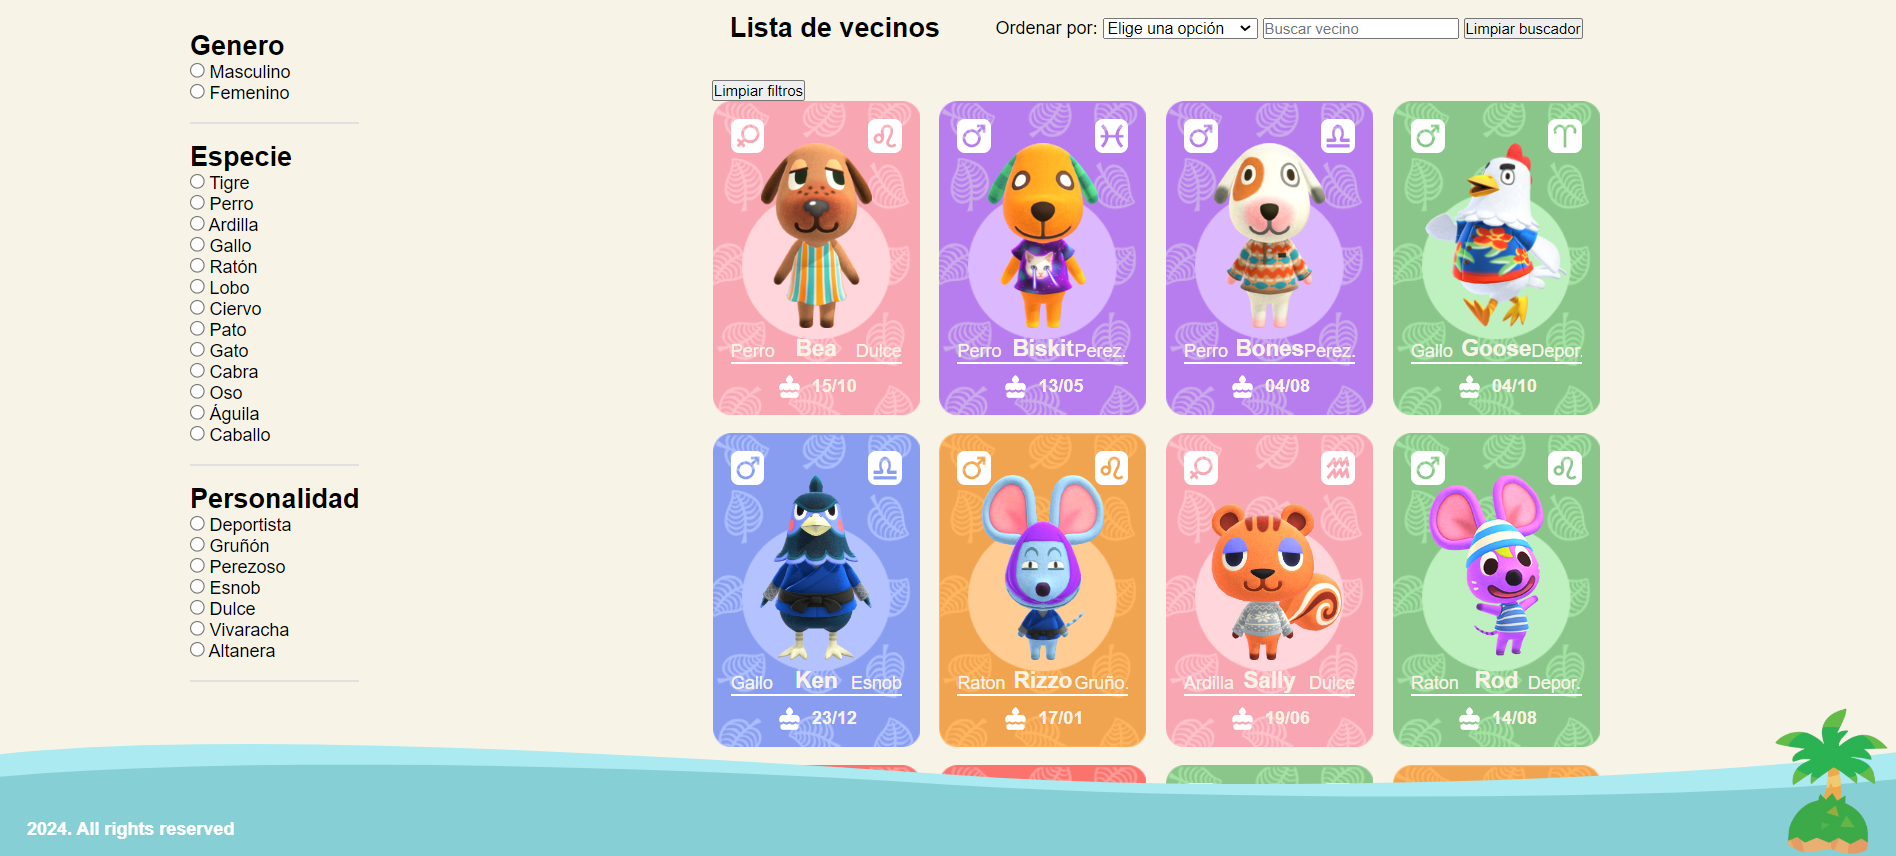 Genero
Masculino
Femenino
Especie
Tigre
Perro
Ardilla
Gallo
Ratón
Lobo
Ciervo
Pato
Gato
Cabra
Oso
Águila
Caballo
Personalidad
Deportista
Gruñón
Perezoso
Esnob
Dulce
Vivaracha
Altanera
Lista de vecinos
Ordenar por: Elige una opción Buscar vecino Limpiar buscador
Limpiar filtros
Perro Bea Dulce
15/10
Perro Biskit Perez.
13/05
Perro Bones Perez.
04/08
Gallo Goose Depor.
04/10
Gallo Ken Esnob
23/12
Raton Rizzo Gruño.
17/01
Ardilla Sally Dulce
19/06
Raton Rod Depor.
14/08
2024. All rights reserved